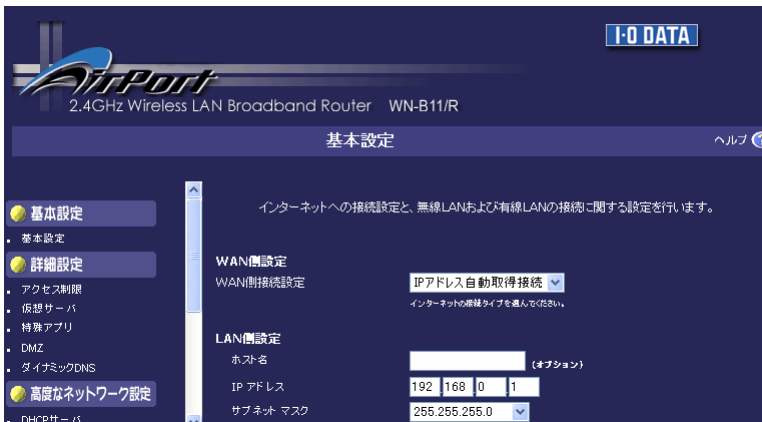 I-O DATA
AirPort
2.4GHz Wireless LAN Broadband Router WN-B11/R
基本設定
ヘルプ
インターネットへの接続設定と、無線LANおよび有線LANの接続に関する設定を行います。
基本設定
基本設定
詳細設定
アクセス制限
仮想サーバ
特殊アプリ
DMZ
ダイナミックDNS
高度なネットワーク設定
DHCPサーバ
WAN側設定
WAN側接続設定 IPアドレス自動取得接続
インターネットの接続タイプを選んでください。
LAN側設定
ホスト名 (オプション)
IP アドレス 192 .168 .0 .1
サブネット マスク 255.255.255.0